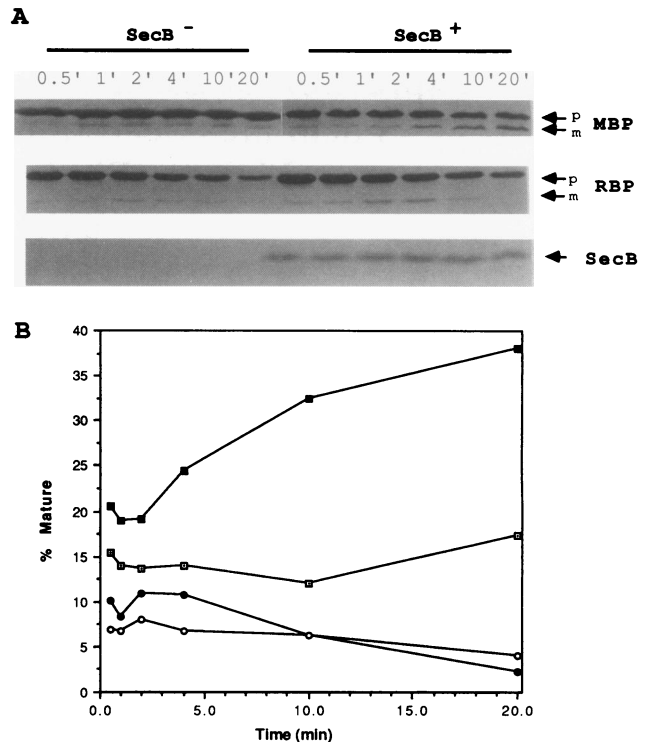 A
SecB - SecB +
0.5' 1' 2' 4' 10' 20' 0.5' 1' 2' 4' 10' 20'
p
MBP
m
p
RBP
m
SecB
B
40
35
30
25
20
15
10
5
0
% Mature
0.0 5.0 10.0 15.0 20.0
Time (min)